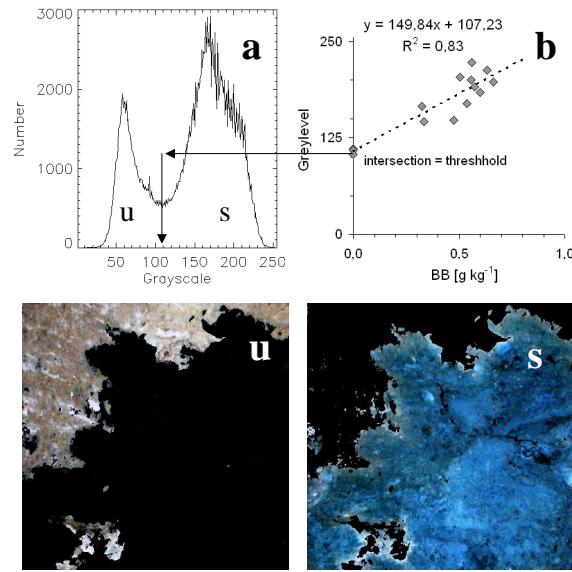 a
3000
2000
1000
0
Number
50 100 150 200 250
Grayscale
u
s
y = 149,84x + 107,23
R² = 0,83
b
250
125
0
Greylevel
intersection = threshhold
0,0 0,5 1,0
BB [g kg⁻¹]
u
s